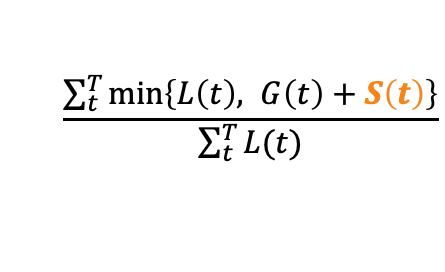 ∑ₜᵀ min{L(t), G(t) + S(t)}
∑ₜᵀ L(t)